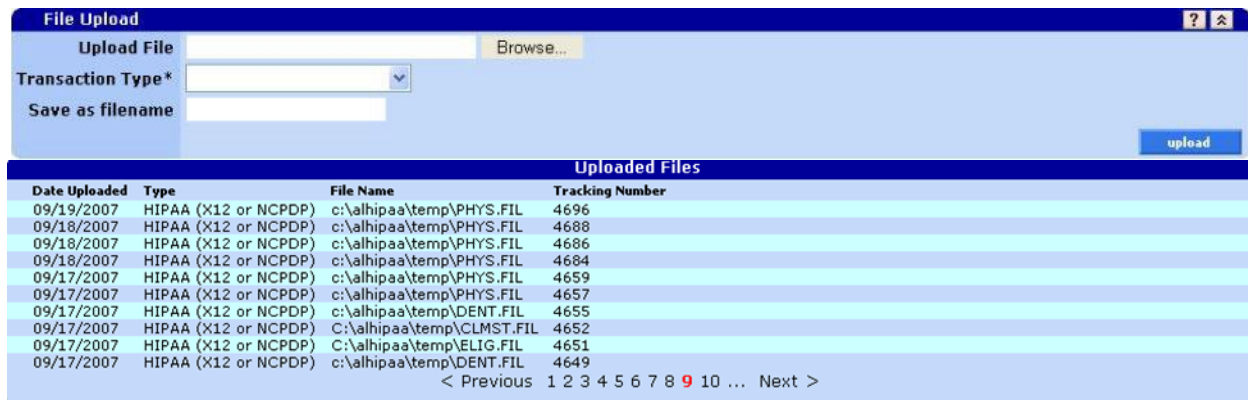 File Upload ?
Upload File Browse...
Transaction Type*
Save as filename
upload
Uploaded Files
Date Uploaded Type File Name Tracking Number
09/19/2007 HIPAA (X12 or NCPDP) c:\alhipaa\temp\PHYS.FIL 4696
09/18/2007 HIPAA (X12 or NCPDP) c:\alhipaa\temp\PHYS.FIL 4688
09/18/2007 HIPAA (X12 or NCPDP) c:\alhipaa\temp\PHYS.FIL 4686
09/18/2007 HIPAA (X12 or NCPDP) c:\alhipaa\temp\PHYS.FIL 4684
09/17/2007 HIPAA (X12 or NCPDP) c:\alhipaa\temp\PHYS.FIL 4659
09/17/2007 HIPAA (X12 or NCPDP) c:\alhipaa\temp\PHYS.FIL 4657
09/17/2007 HIPAA (X12 or NCPDP) c:\alhipaa\temp\DENT.FIL 4655
09/17/2007 HIPAA (X12 or NCPDP) C:\alhipaa\temp\CLMST.FIL 4652
09/17/2007 HIPAA (X12 or NCPDP) C:\alhipaa\temp\ELIG.FIL 4651
09/17/2007 HIPAA (X12 or NCPDP) c:\alhipaa\temp\DENT.FIL 4649
< Previous 1 2 3 4 5 6 7 8 9 10 ... Next >